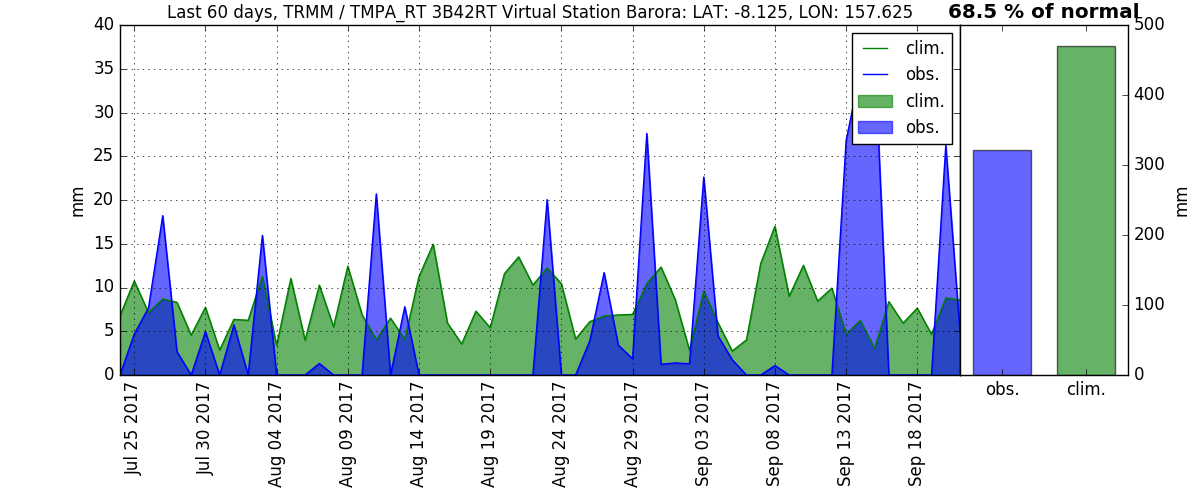 Last 60 days, TRMM / TMPA_RT 3B42RT Virtual Station Barora: LAT: -8.125, LON: 157.625
68.5 % of normal
40
35
30
25
20
15
10
5
0
mm
clim.
obs.
clim.
obs.
500
400
300
200
100
0
mm
Jul 25 2017
Jul 30 2017
Aug 04 2017
Aug 09 2017
Aug 14 2017
Aug 19 2017
Aug 24 2017
Aug 29 2017
Sep 03 2017
Sep 08 2017
Sep 13 2017
Sep 18 2017
obs.
clim.